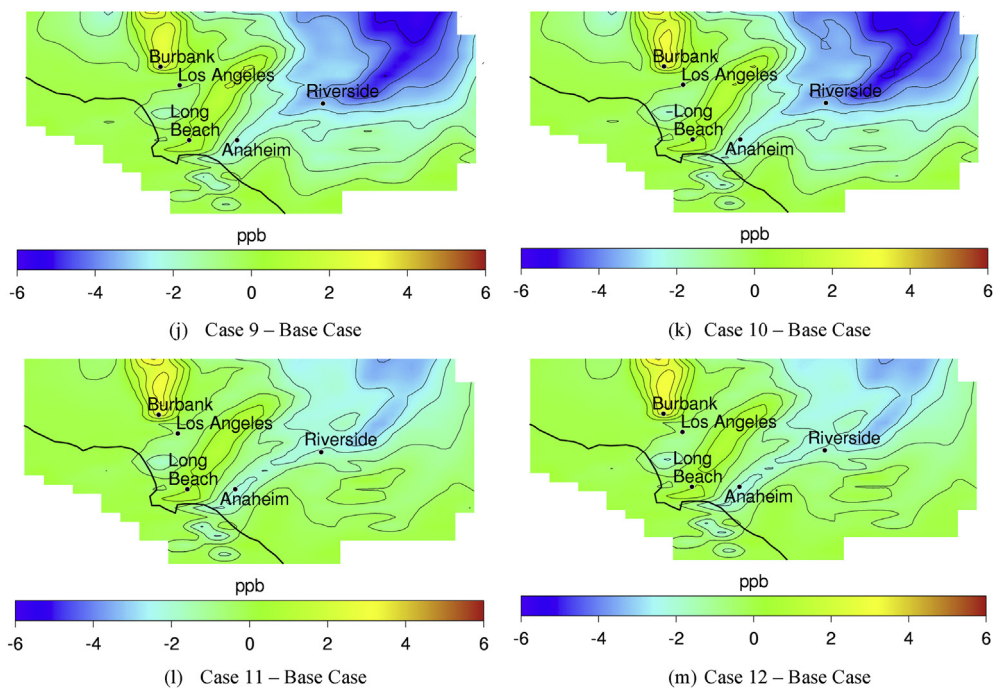 Burbank
Los Angeles
Riverside
Long
Beach
Anaheim
ppb
-6 -4 -2 0 2 4 6
(j) Case 9 – Base Case
Burbank
Los Angeles
Riverside
Long
Beach
Anaheim
ppb
-6 -4 -2 0 2 4 6
(k) Case 10 – Base Case
Burbank
Los Angeles
Riverside
Long
Beach
Anaheim
ppb
-6 -4 -2 0 2 4 6
(l) Case 11 – Base Case
Burbank
Los Angeles
Riverside
Long
Beach
Anaheim
ppb
-6 -4 -2 0 2 4 6
(m) Case 12 – Base Case